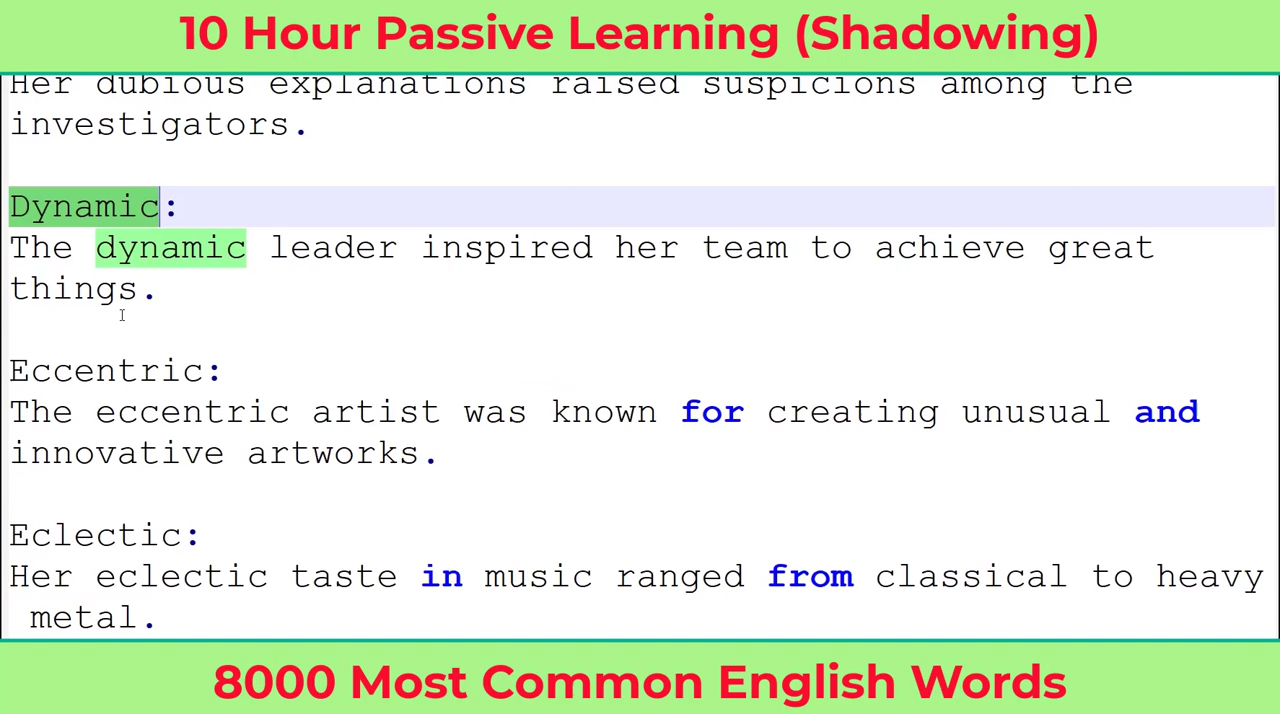 10 Hour Passive Learning (Shadowing)
Her dubious explanations raised suspicions among the
investigators.
Dynamic:
The dynamic leader inspired her team to achieve great
things.
Eccentric:
The eccentric artist was known for creating unusual and
innovative artworks.
Eclectic:
Her eclectic taste in music ranged from classical to heavy
metal.
8000 Most Common English Words